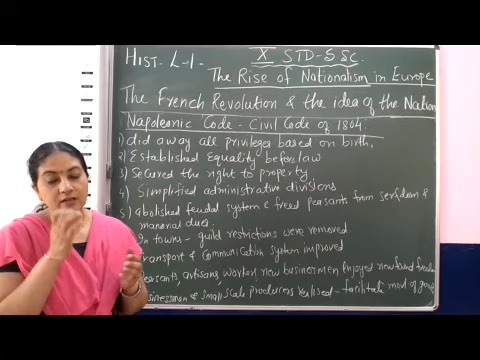 HIST- L-1- X STD-SSC.
The Rise of Nationalism in Europe
The French Revolution & the idea of the Nation
Napoleonic Code - Civil Code of 1804.
1) did away all privileges based on birth.
2) Established Equality before law
3) Secured the right to property
4) Simplified administrative divisions
5) abolished feudal system & freed peasants from serfdom &
manorial dues.
In towns - guild restrictions were removed
Transport & Communication system improved
artisans, workers new businessmen enjoyed new found
& small scale producers realised - facilitate of